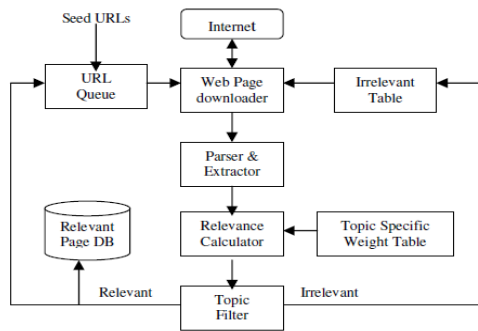 Seed URLs
Internet
URL
Queue
Web Page
downloader
Irrelevant
Table
Parser &
Extractor
Relevant
Page DB
Relevance
Calculator
Topic Specific
Weight Table
Relevant
Topic
Filter
Irrelevant